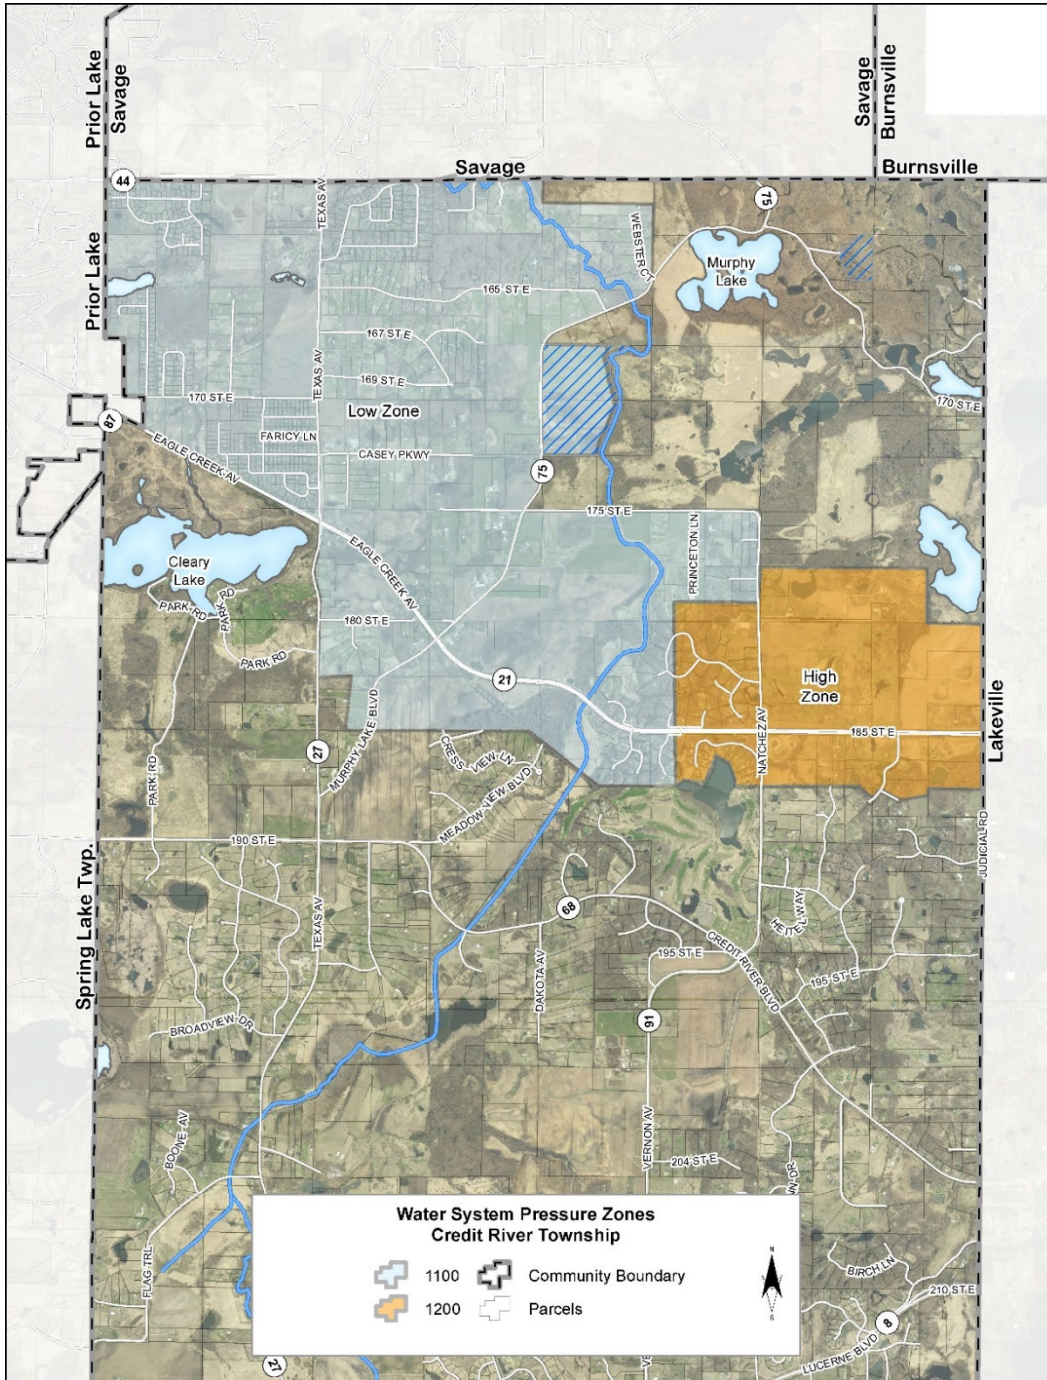 Prior Lake
Savage
Savage
Burnsville
Savage
Burnsville
44
TEXAS AV
75
WEBSTER CT
Murphy
Lake
Prior Lake
165 ST E
167 ST E
TEXAS AV
169 ST E
170 ST E
170 ST E
Low Zone
87
FARICY LN
EAGLE CREEK AV
CASEY PKWY
75
175 ST E
PRINCETON LN
EAGLE CREEK AV
Cleary
Lake
PARK RD
PARK RD
180 ST E
PARK RD
21
High
Zone
MURPHY LAKE BLVD
NATCHEZ AV
185 ST E
Lakeville
27
CRESS
VIEW LN
MEADOW VIEW BLVD
PARK RD
190 ST E
JUDICIAL RD
Spring Lake Twp.
TEXAS AV
68
HEITEL WAY
CREDIT RIVER BLVD
195 ST E
195 ST E
DAKOTA AV
91
BROADVIEW DR
BOONE AV
VERNON AV
204 ST E
FLAG TRL
BIRCH LN
210 ST E
8
LUCERNE BLVD
27
Water System Pressure Zones
Credit River Township
1100 Community Boundary
1200 Parcels
N
S